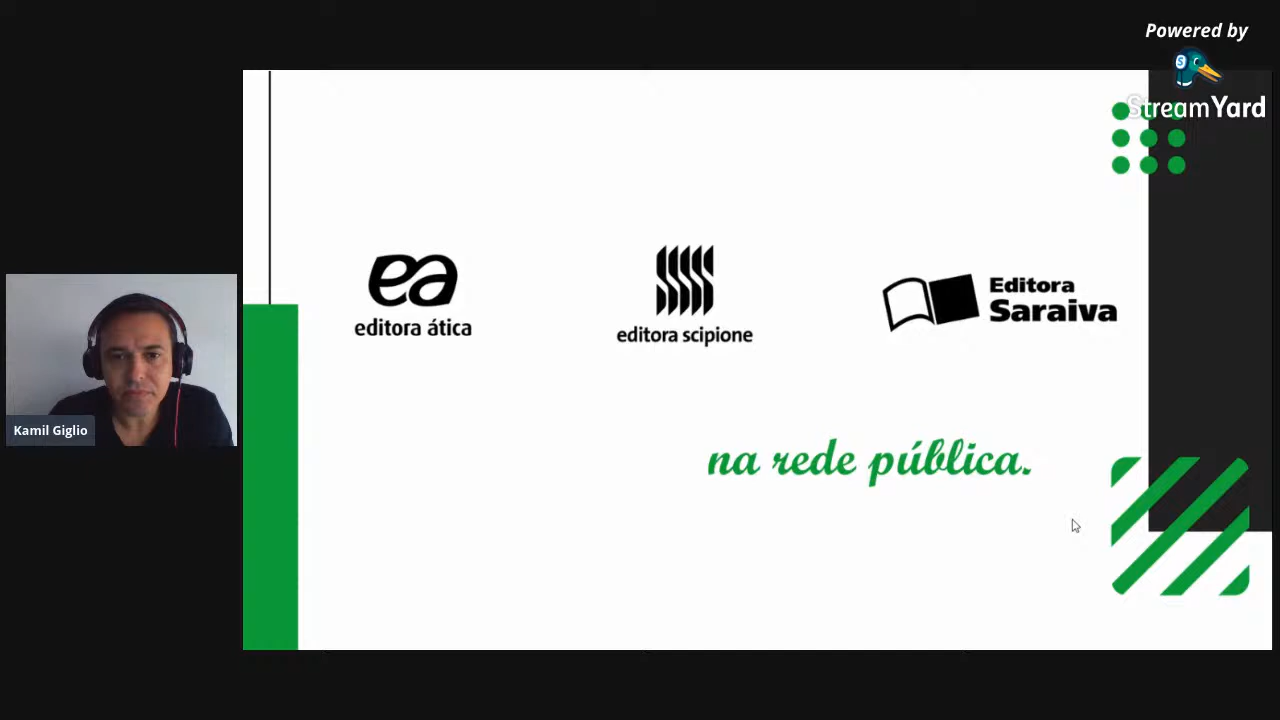 Powered by
StreamYard
ea
editora ática
editora scipione
Editora
Saraiva
na rede pública.
Kamil Giglio